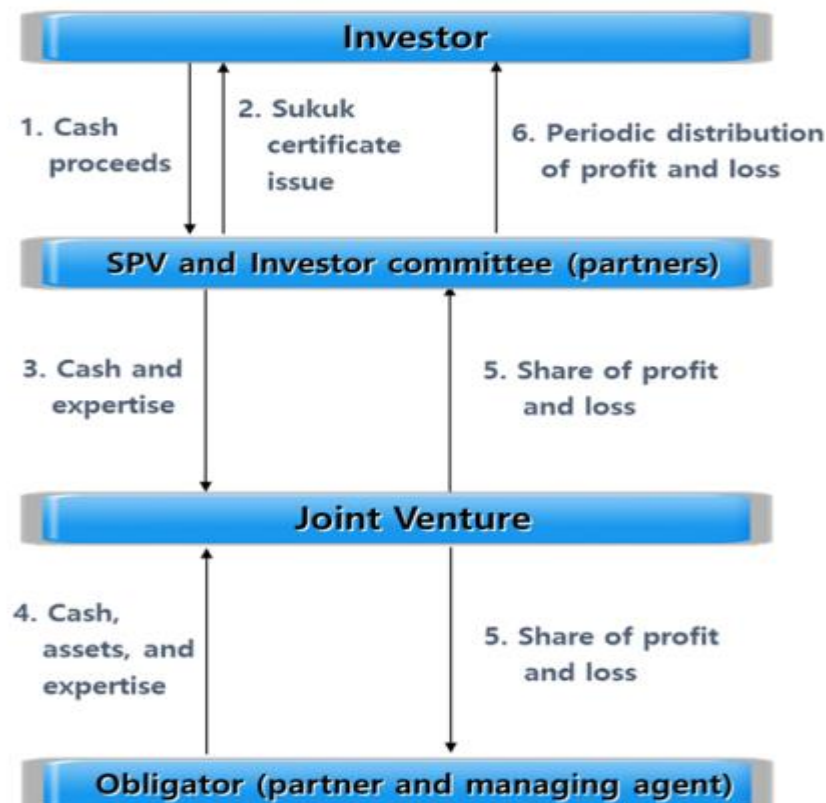 Investor
1. Cash
proceeds
2. Sukuk
certificate
issue
6. Periodic distribution
of profit and loss
SPV and Investor committee (partners)
3. Cash and
expertise
5. Share of profit
and loss
Joint Venture
4. Cash,
assets, and
expertise
5. Share of profit
and loss
Obligator (partner and managing agent)